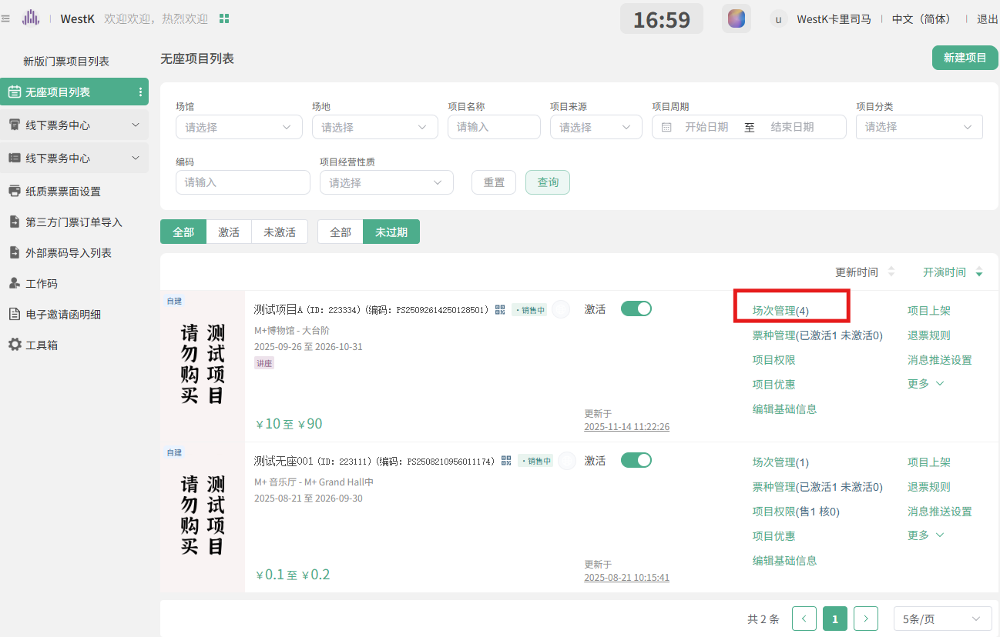 WestK 欢迎欢迎，热烈欢迎
16:59
u WestK卡里司马 中文（简体） 退出
新版门票项目列表
无座项目列表
线下票务中心
线下票务中心
纸质票票面设置
第三方门票订单导入
外部票码导入列表
工作码
电子邀请函明细
工具箱
无座项目列表
新建项目
场馆 场地 项目名称 项目来源 项目周期 项目分类
请选择 请选择 请输入 请选择 开始日期 至 结束日期 请选择
编码 项目经营性质
请输入 请选择 重置 查询
全部 激活 未激活 全部 未过期
更新时间 开演时间
自建
测试项目
请勿购买
测试项目A (ID: 223334) (编码: PS25092614250128501) ·销售中
M+博物馆 - 大台阶
2025-09-26 至 2026-10-31
讲座
￥10 至 ￥90
激活
更新于
2025-11-14 11:22:26
场次管理(4)
票种管理(已激活1 未激活0)
项目权限
项目优惠
编辑基础信息
项目上架
退票规则
消息推送设置
更多
自建
测试项目
请勿购买
测试无座001 (ID: 223111) (编码: PS2508210956011174) ·销售中
M+ 音乐厅 - M+ Grand Hall中
2025-08-21 至 2026-09-30
￥0.1 至 ￥0.2
激活
更新于
2025-08-21 10:15:41
场次管理(1)
票种管理(已激活1 未激活0)
项目权限(售1 核0)
项目优惠
编辑基础信息
项目上架
退票规则
消息推送设置
更多
共 2 条 1 5条/页